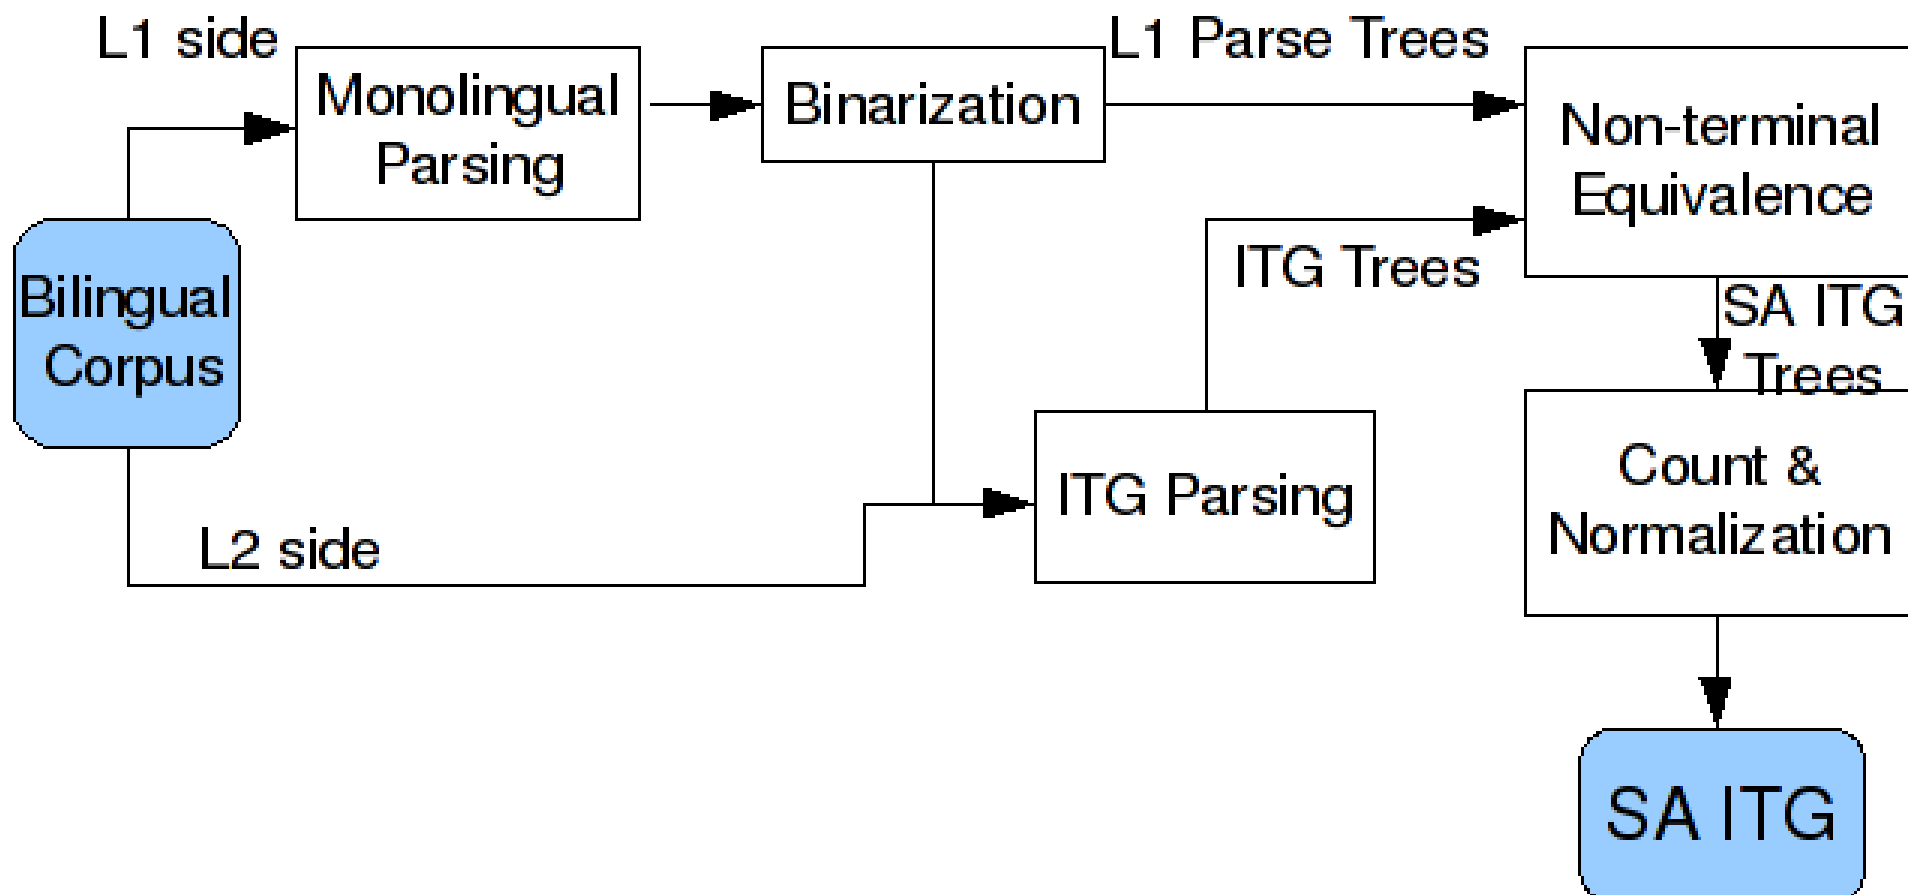 L1 side
Monolingual
Parsing
Binarization
L1 Parse Trees
Non-terminal
Equivalence
Bilingual
Corpus
ITG Trees
SA ITG
Trees
L2 side
ITG Parsing
Count &
Normalization
SA ITG